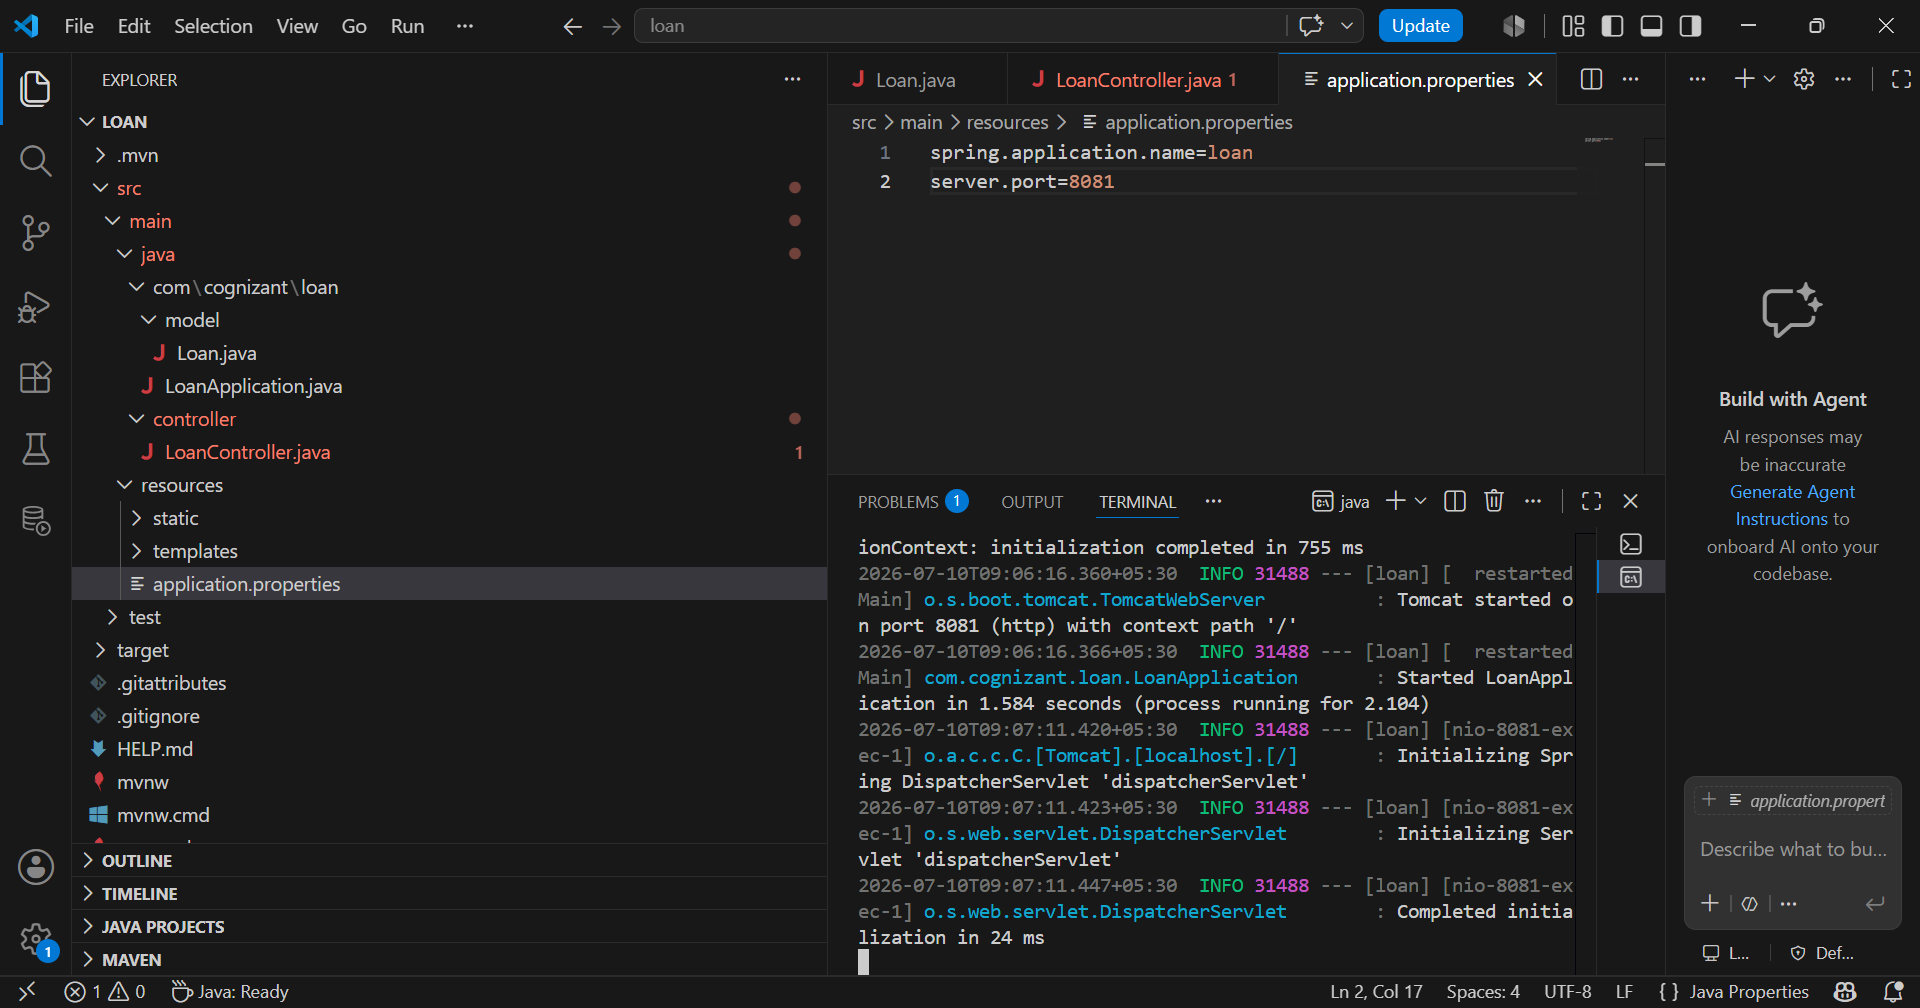 File Edit Selection View Go Run ···
loan
Update
EXPLORER
LOAN
.mvn
src
main
java
com\cognizant\loan
model
J Loan.java
J LoanApplication.java
controller
J LoanController.java 1
resources
static
templates
application.properties
test
target
.gitattributes
.gitignore
HELP.md
mvnw
mvnw.cmd
OUTLINE
TIMELINE
JAVA PROJECTS
MAVEN
1
J Loan.java
J LoanController.java 1
application.properties
src > main > resources > application.properties
1 spring.application.name=loan
2 server.port=8081
PROBLEMS 1 OUTPUT TERMINAL ···
java
ionContext: initialization completed in 755 ms
2026-07-10T09:06:16.360+05:30  INFO 31488 --- [loan] [  restarted
Main] o.s.boot.tomcat.TomcatWebServer          : Tomcat started o
n port 8081 (http) with context path '/'
2026-07-10T09:06:16.366+05:30  INFO 31488 --- [loan] [  restarted
Main] com.cognizant.loan.LoanApplication       : Started LoanAppl
ication in 1.584 seconds (process running for 2.104)
2026-07-10T09:07:11.420+05:30  INFO 31488 --- [loan] [nio-8081-ex
ec-1] o.a.c.c.C.[Tomcat].[localhost].[/]       : Initializing Spr
ing DispatcherServlet 'dispatcherServlet'
2026-07-10T09:07:11.423+05:30  INFO 31488 --- [loan] [nio-8081-ex
ec-1] o.s.web.servlet.DispatcherServlet        : Initializing Ser
vlet 'dispatcherServlet'
2026-07-10T09:07:11.447+05:30  INFO 31488 --- [loan] [nio-8081-ex
ec-1] o.s.web.servlet.DispatcherServlet        : Completed initia
lization in 24 ms
Build with Agent
AI responses may
be inaccurate
Generate Agent
Instructions to
onboard AI onto your
codebase.
application.propert
Describe what to bu...
L... Def...
1 0 Java: Ready
Ln 2, Col 17 Spaces: 4 UTF-8 LF { } Java Properties